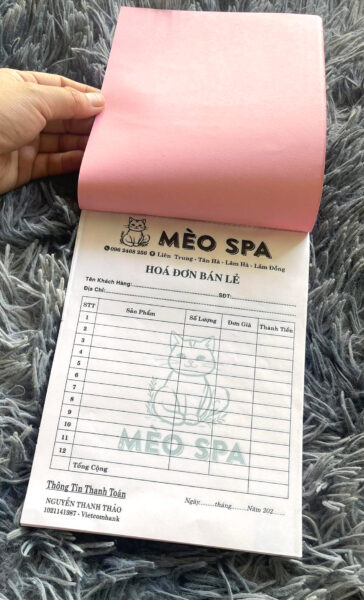 MÈO SPA
096 2468 256 Liên Trung - Tân Hà - Lâm Hà - Lâm Đồng
HOÁ ĐƠN BÁN LẺ
Tên Khách Hàng:................................SĐT:....................
Địa Chỉ:....................
STT Sản Phẩm Số Lượng Đơn Giá Thành Tiền
1
2
3
4
5
6
7
8
9
10
11
12
MÈO SPA
Tổng Cộng
Thông Tin Thanh Toán
Ngày........tháng........Năm 202.....
NGUYỄN THANH THẢO
1021141987 - Vietcombank